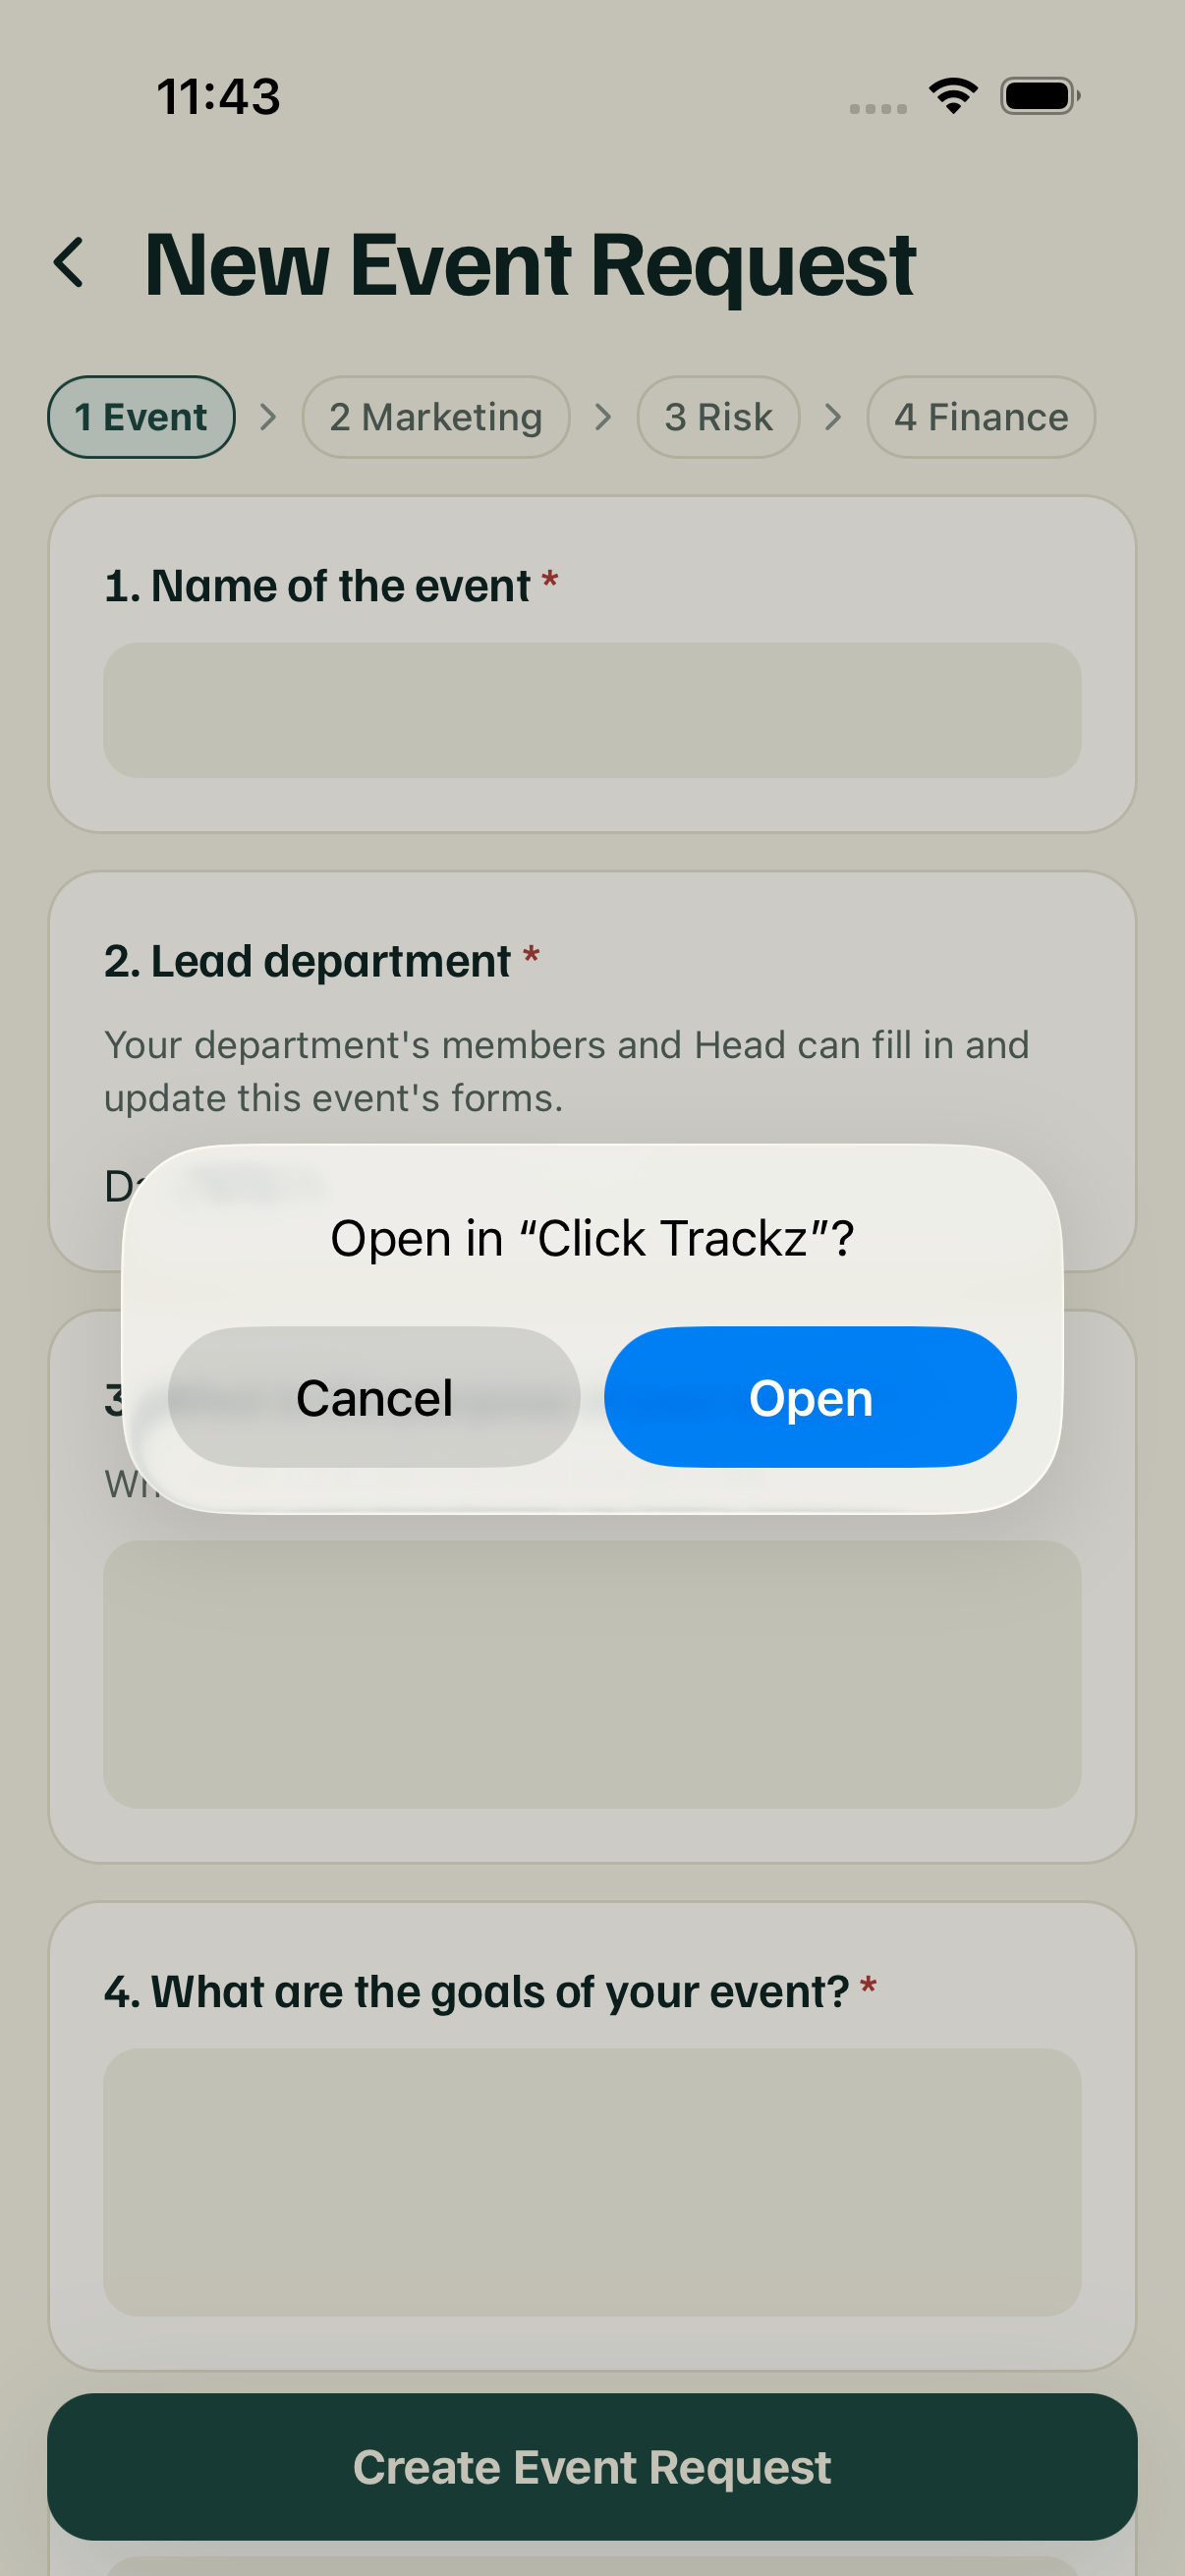 11:43
New Event Request
1 Event
2 Marketing
3 Risk
4 Finance
1. Name of the event *
2. Lead department *
Your department's members and Head can fill in and
update this event's forms.
Open in “Click Trackz”?
Cancel
Open
4. What are the goals of your event? *
Create Event Request